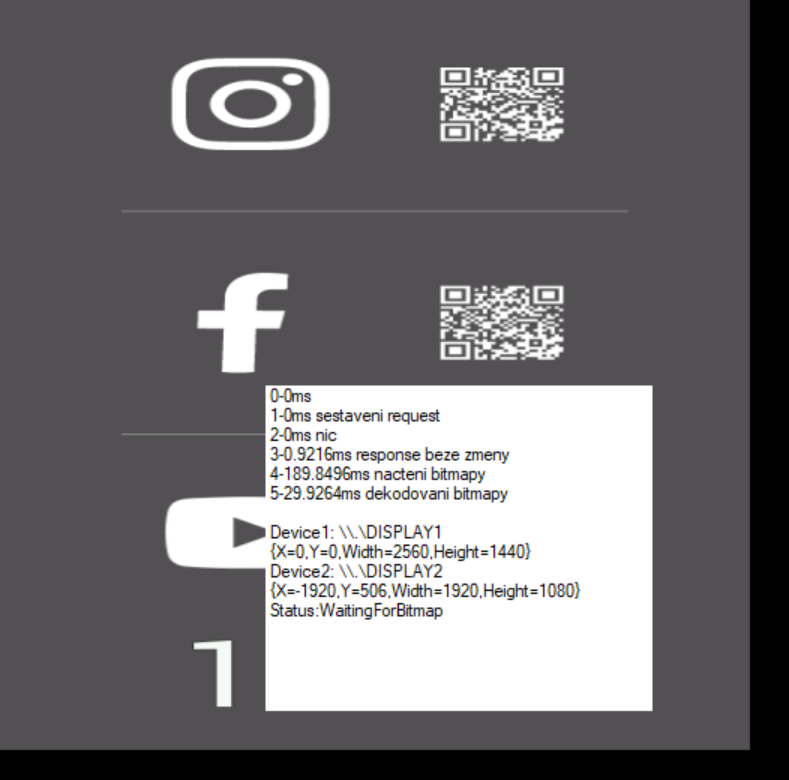 0-0ms
1-0ms sestaveni request
2-0ms nic
3-0.9216ms response beze zmeny
4-189.8496ms nacteni bitmapy
5-29.9264ms dekodovani bitmapy
Device1: \\.\DISPLAY1
{X=0,Y=0,Width=2560,Height=1440}
Device2: \\.\DISPLAY2
{X=-1920,Y=506,Width=1920,Height=1080}
Status:WaitingForBitmap
1